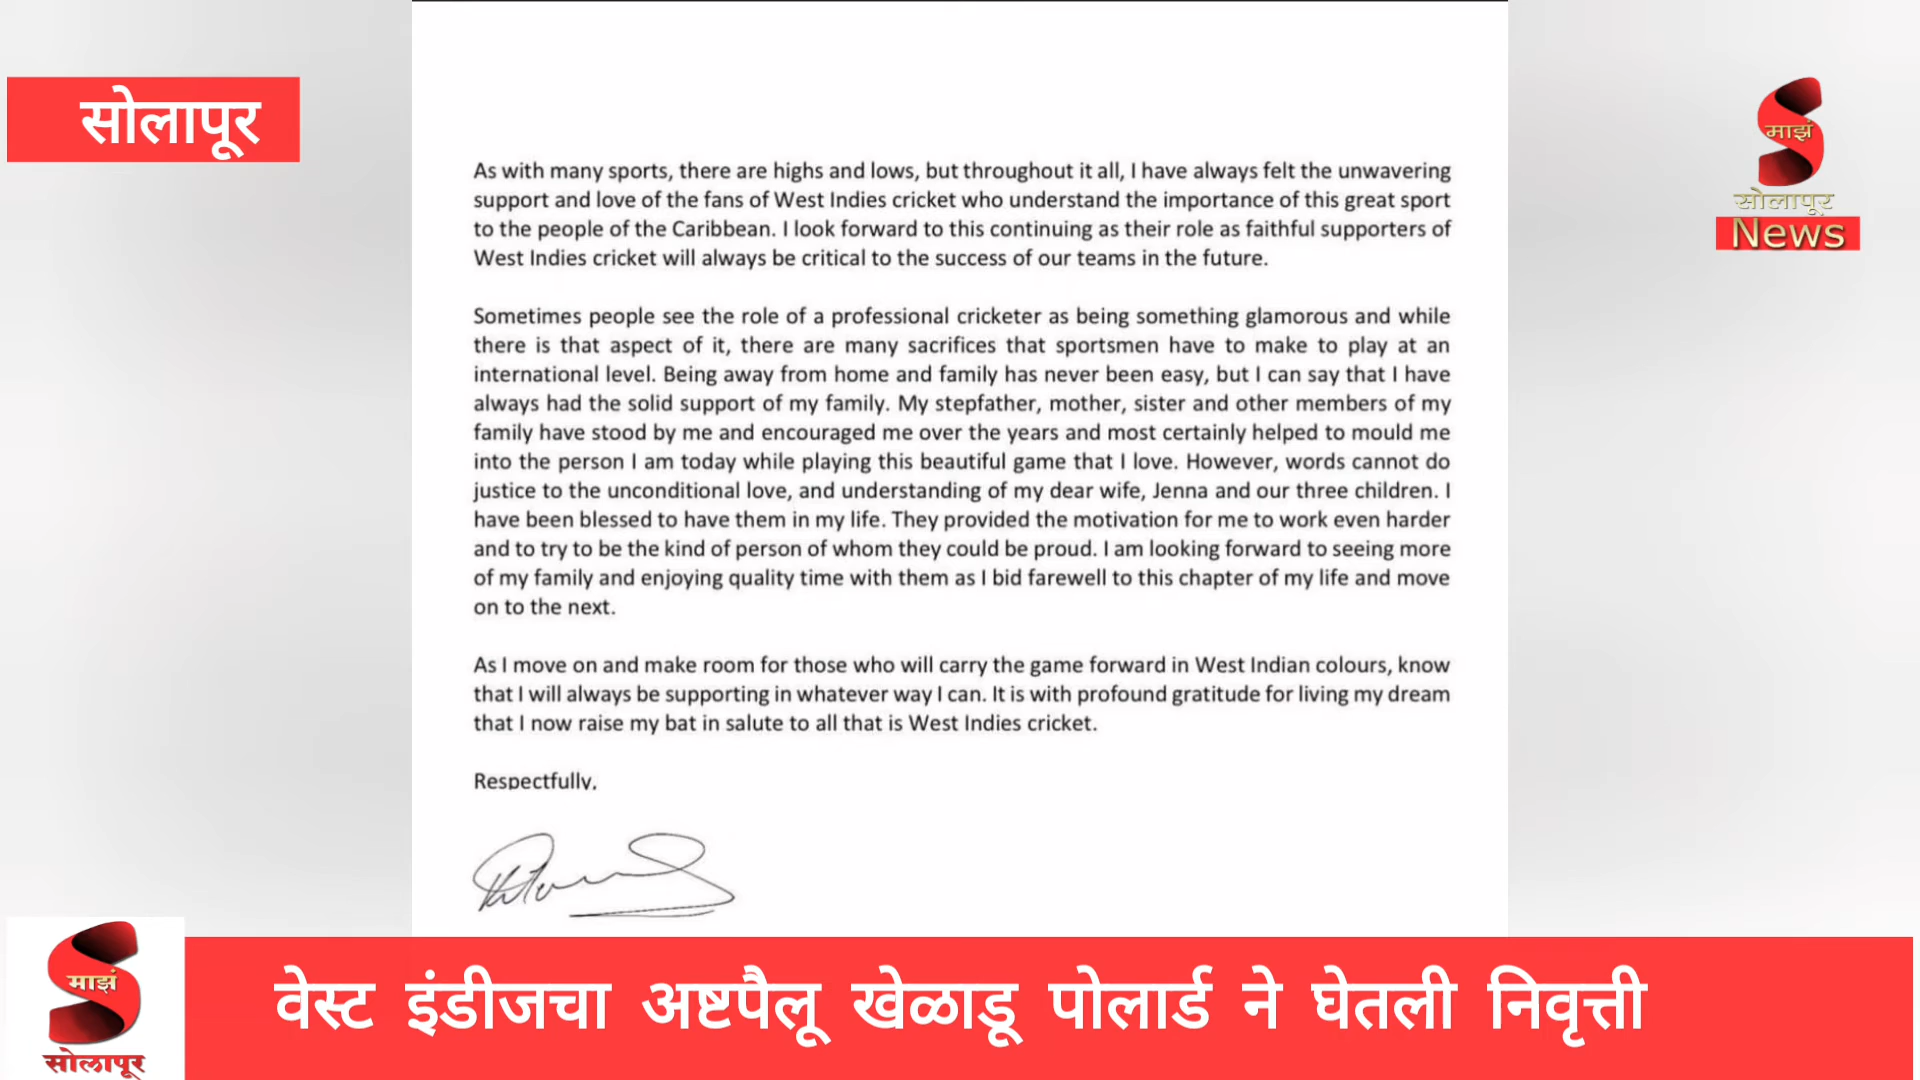 सोलापूर
माझं
सोलापूर
News
As with many sports, there are highs and lows, but throughout it all, I have always felt the unwavering
support and love of the fans of West Indies cricket who understand the importance of this great sport
to the people of the Caribbean. I look forward to this continuing as their role as faithful supporters of
West Indies cricket will always be critical to the success of our teams in the future.
Sometimes people see the role of a professional cricketer as being something glamorous and while
there is that aspect of it, there are many sacrifices that sportsmen have to make to play at an
international level. Being away from home and family has never been easy, but I can say that I have
always had the solid support of my family. My stepfather, mother, sister and other members of my
family have stood by me and encouraged me over the years and most certainly helped to mould me
into the person I am today while playing this beautiful game that I love. However, words cannot do
justice to the unconditional love, and understanding of my dear wife, Jenna and our three children. I
have been blessed to have them in my life. They provided the motivation for me to work even harder
and to try to be the kind of person of whom they could be proud. I am looking forward to seeing more
of my family and enjoying quality time with them as I bid farewell to this chapter of my life and move
on to the next.
As I move on and make room for those who will carry the game forward in West Indian colours, know
that I will always be supporting in whatever way I can. It is with profound gratitude for living my dream
that I now raise my bat in salute to all that is West Indies cricket.
Respectfully,
माझं
सोलापूर
वेस्ट इंडीजचा अष्टपैलू खेळाडू पोलार्ड ने घेतली निवृत्ती